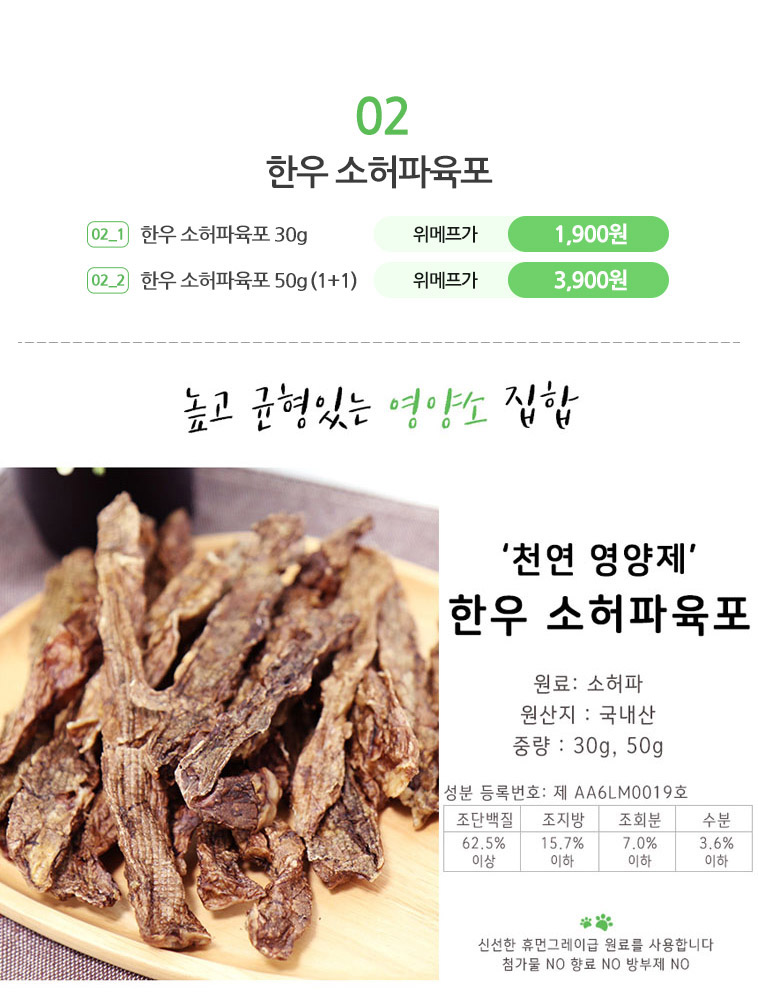 02
한우 소허파육포
02_1 한우 소허파육포 30g 위메프가 1,900원
02_2 한우 소허파육포 50g(1+1) 위메프가 3,900원
높고 균형있는 영양소 집합
‘천연 영양제’
한우 소허파육포
원료: 소허파
원산지 : 국내산
중량 : 30g, 50g
성분 등록번호: 제 AA6LM0019호
조단백질 조지방 조회분 수분
62.5% 15.7% 7.0% 3.6%
이상 이하 이하 이하
신선한 휴먼그레이급 원료를 사용합니다
첨가물 NO 향료 NO 방부제 NO